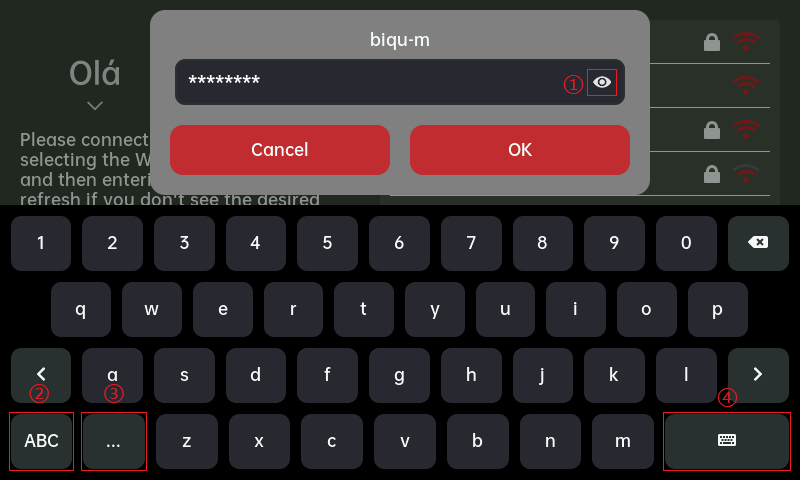 biqu-m
Olá
********
①
Cancel
OK
Please connect
selecting the W
and then enteri
refresh if you don't see the desired
1 2 3 4 5 6 7 8 9 0
q w e r t y u i o p
< a s d f g h j k l >
② ③ ④
ABC ... z x c v b n m